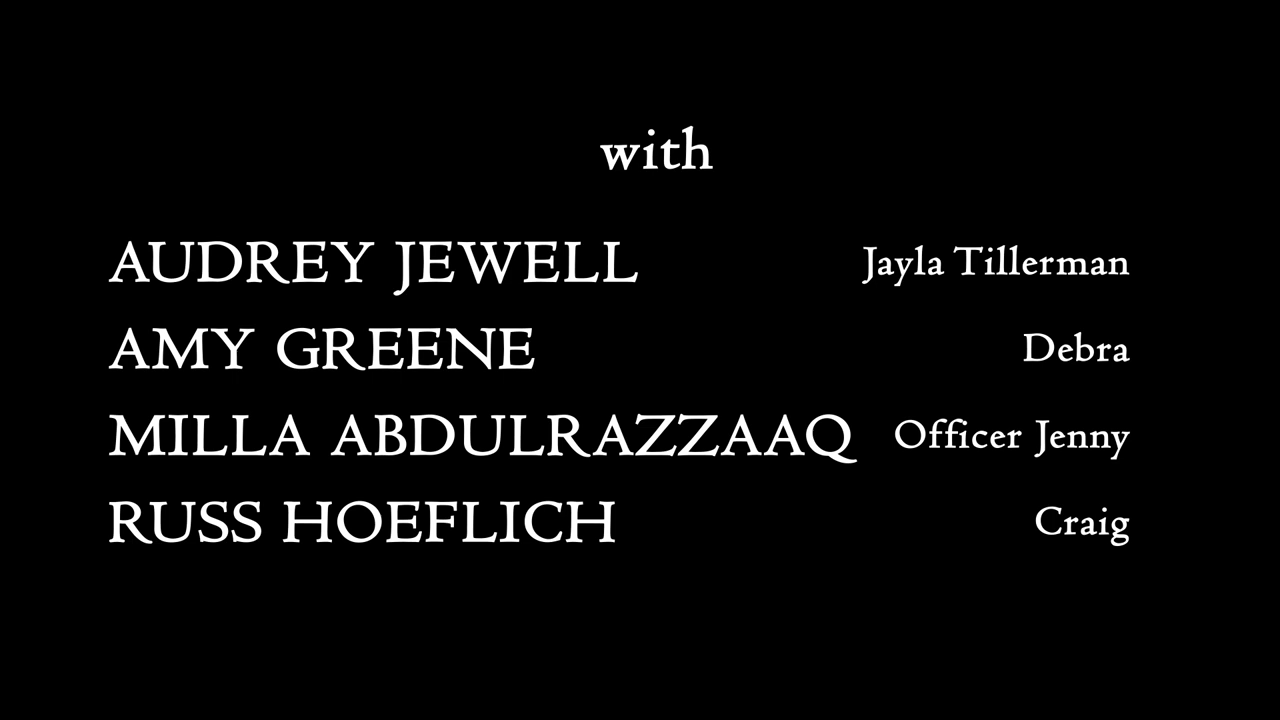 with
AUDREY JEWELL Jayla Tillerman
AMY GREENE Debra
MILLA ABDULRAZZAAQ Officer Jenny
RUSS HOEFLICH Craig